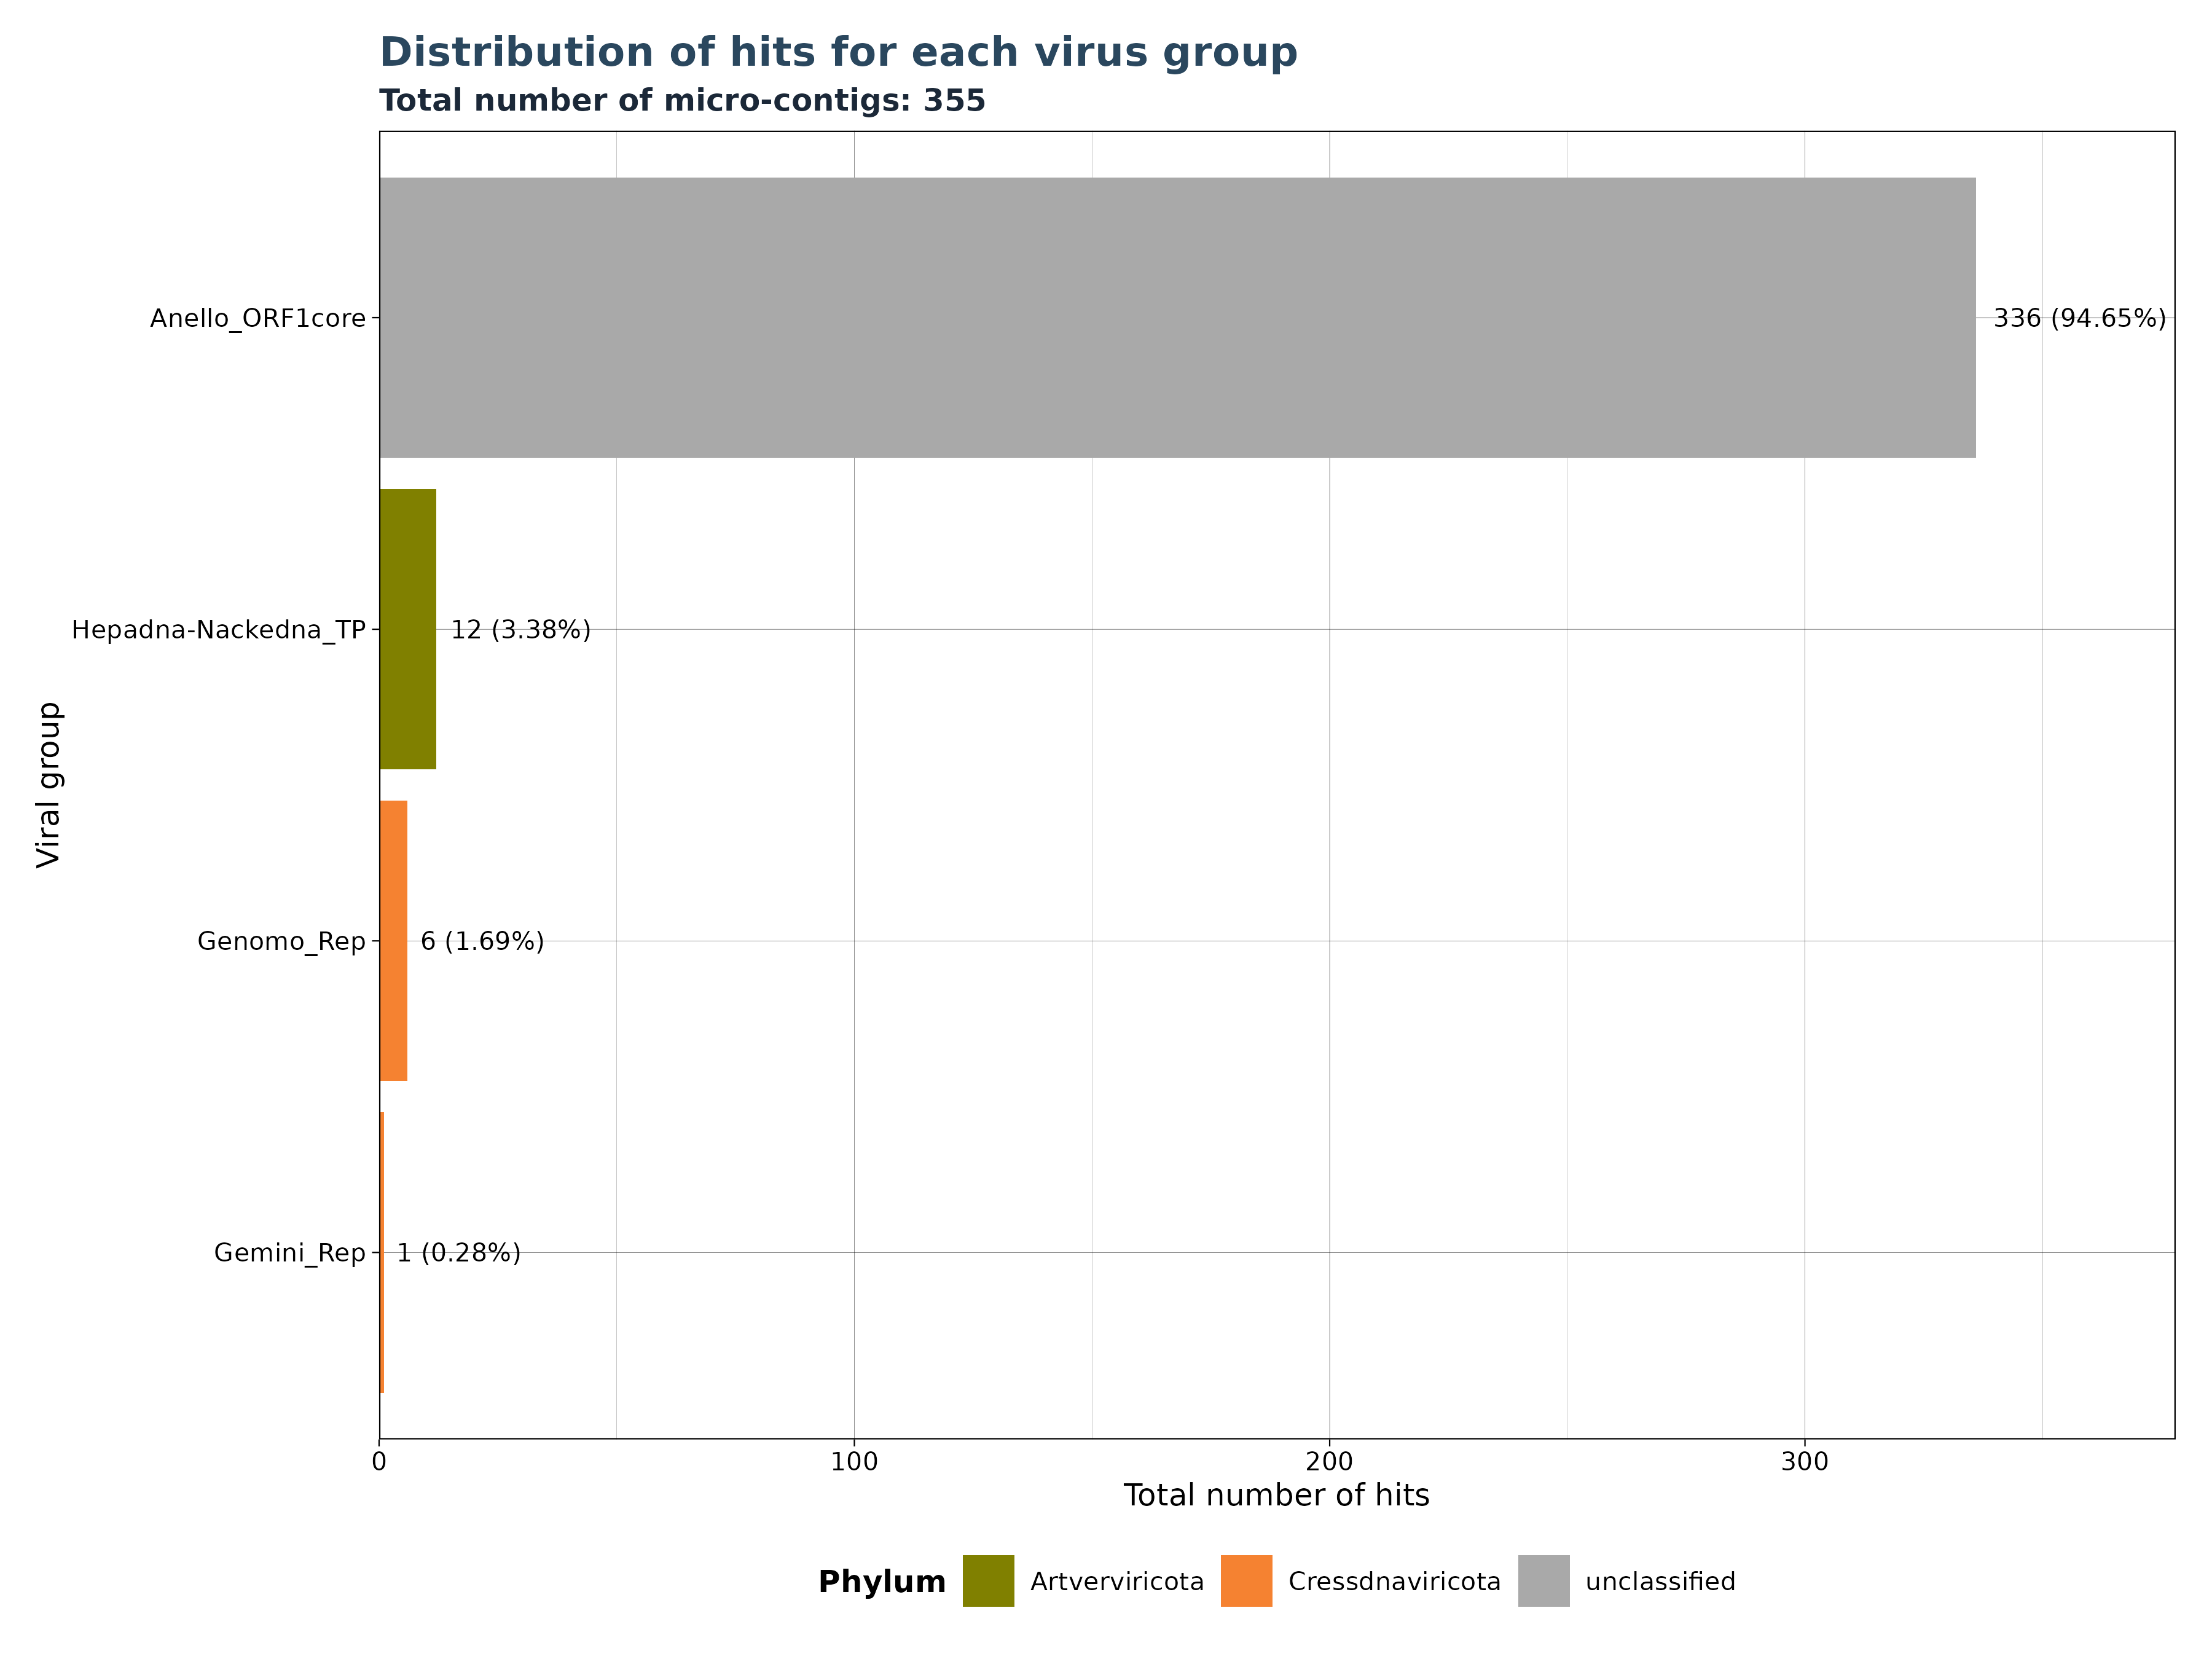 Distribution of hits for each virus group
Total number of micro-contigs: 355
Viral group
Anello_ORF1core
336 (94.65%)
Hepadna-Nackedna_TP
12 (3.38%)
Genomo_Rep
6 (1.69%)
Gemini_Rep
1 (0.28%)
0 100 200 300
Total number of hits
Phylum Artverviricota Cressdnaviricota unclassified